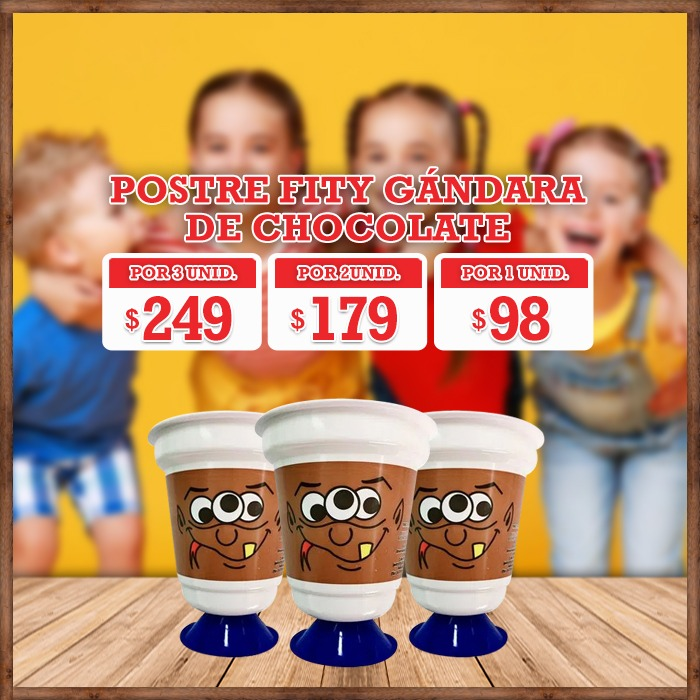 POSTRE FITY GÁNDARA
DE CHOCOLATE
POR 3 UNID.
$249
POR 2UNID.
$179
POR 1 UNID.
$98